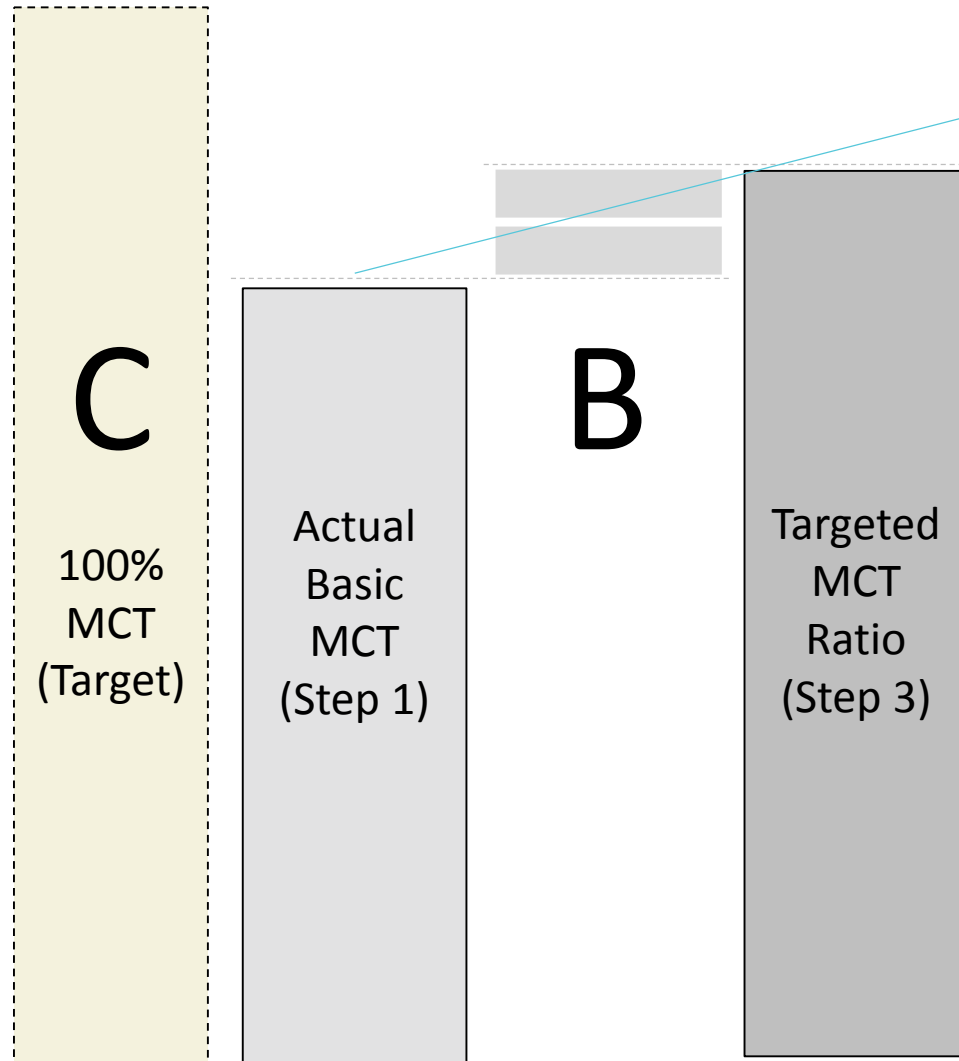 C
100%
MCT
(Target)
Actual
Basic
MCT
(Step 1)
B
Targeted
MCT
Ratio
(Step 3)